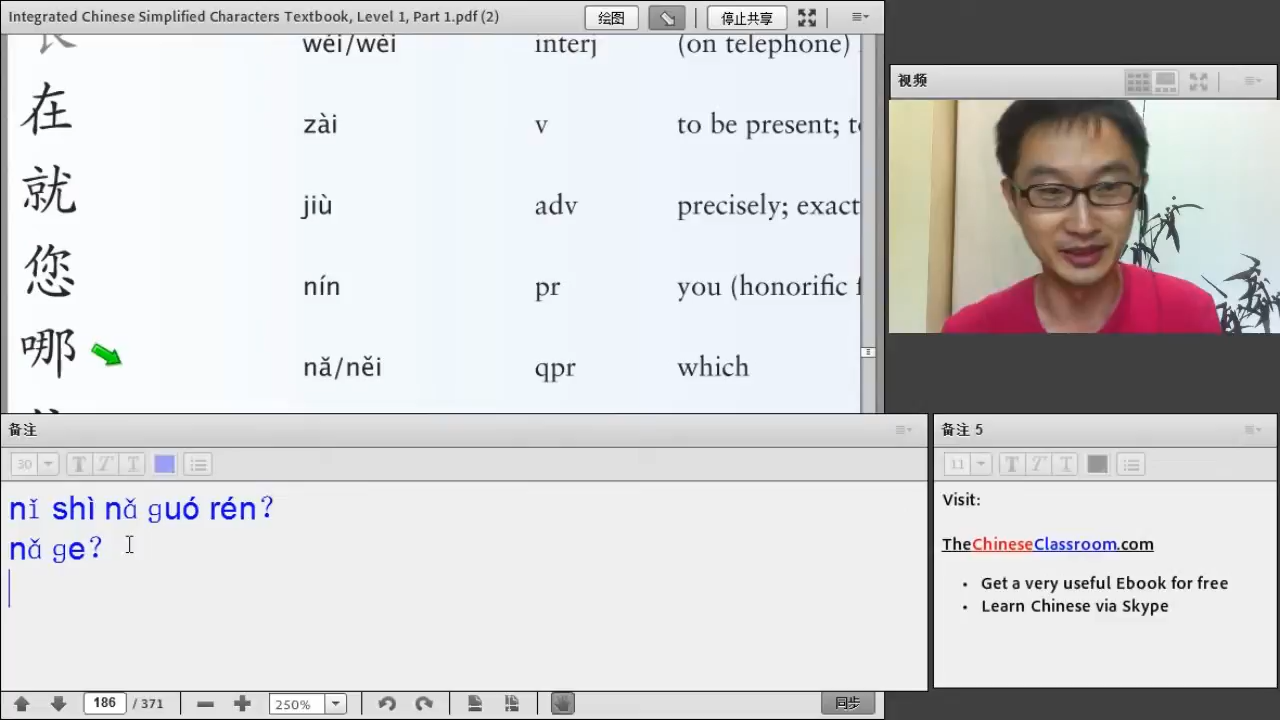 Integrated Chinese Simplified Characters Textbook, Level 1, Part 1.pdf (2)
绘图
停止共享
wéi/wèi interj (on telephone)
在 zài v to be present; t
就 jiù adv precisely; exact
您 nín pr you (honorific f
哪 nǎ/něi qpr which
视频
备注
30
nǐ shì nǎ guó rén?
nǎ ge?
备注 5
11
Visit:
TheChineseClassroom.com
• Get a very useful Ebook for free
• Learn Chinese via Skype
186 / 371
250%
同步